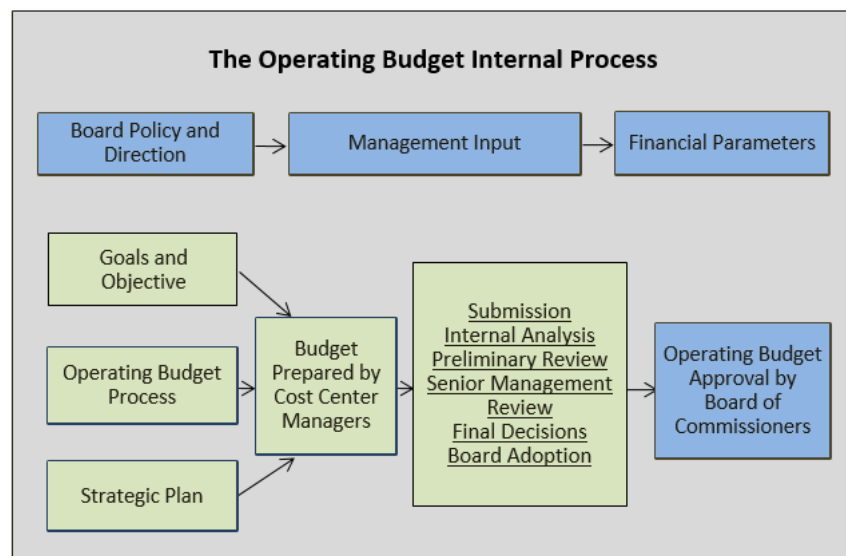 The Operating Budget Internal Process
Board Policy and
Direction
Management Input
Financial Parameters
Goals and
Objective
Operating Budget
Process
Strategic Plan
Budget
Prepared by
Cost Center
Managers
Submission
Internal Analysis
Preliminary Review
Senior Management
Review
Final Decisions
Board Adoption
Operating Budget
Approval by
Board of
Commissioners